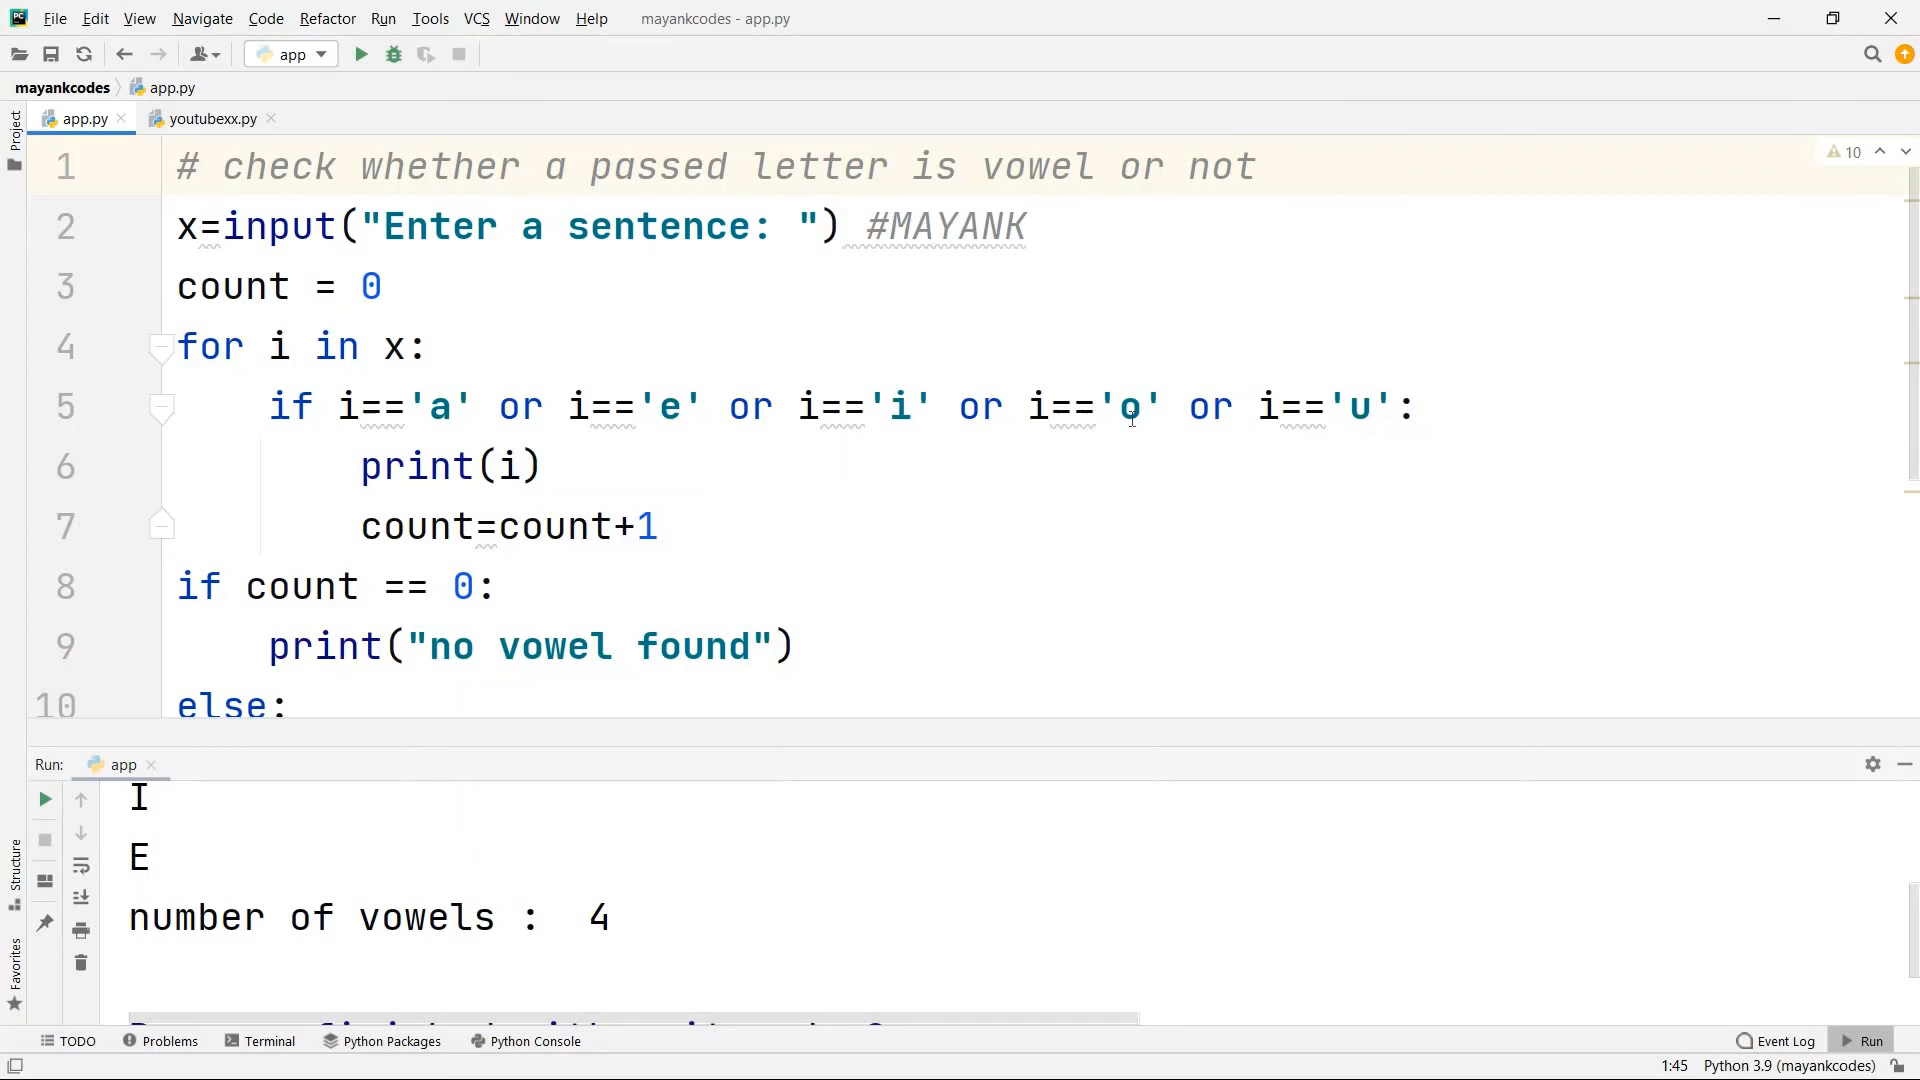 PC File Edit View Navigate Code Refactor Run Tools VCS Window Help mayankcodes - app.py
app
mayankcodes app.py
Project
app.py youtubexx.py
10
1 # check whether a passed letter is vowel or not
2 x=input("Enter a sentence: ") #MAYANK
3 count = 0
4 for i in x:
5 if i=='a' or i=='e' or i=='i' or i=='o' or i=='u':
6 print(i)
7 count=count+1
8 if count == 0:
9 print("no vowel found")
10 else:
Run: app
I
E
number of vowels : 4
Structure
Favorites
TODO Problems Terminal Python Packages Python Console Event Log Run
1:45 Python 3.9 (mayankcodes)